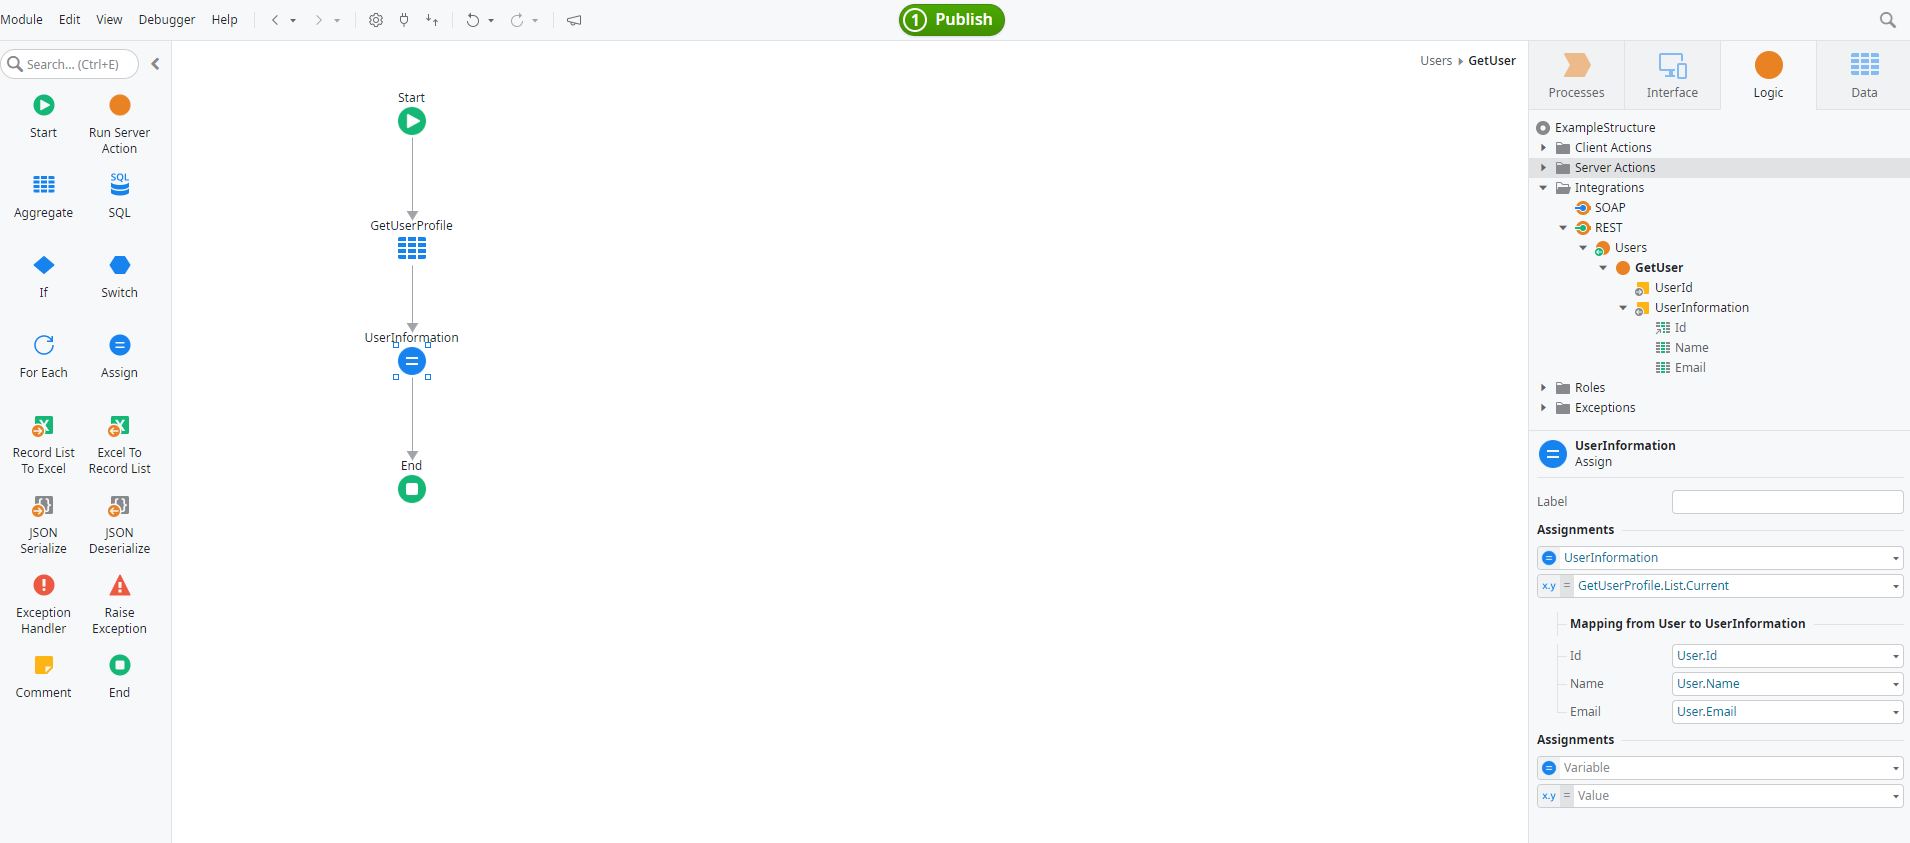 Module Edit View Debugger Help
1 Publish
Search... (Ctrl+E)
Start
Run Server
Action
Aggregate
SQL
SQL
If
Switch
For Each
Assign
Record List
To Excel
Excel To
Record List
JSON
Serialize
JSON
Deserialize
Exception
Handler
Raise
Exception
Comment
End
Users GetUser
Start
GetUserProfile
UserInformation
End
Processes
Interface
Logic
Data
ExampleStructure
Client Actions
Server Actions
Integrations
SOAP
REST
Users
GetUser
UserId
UserInformation
Id
Name
Email
Roles
Exceptions
UserInformation
Assign
Label
Assignments
UserInformation
x.y = GetUserProfile.List.Current
Mapping from User to UserInformation
Id User.Id
Name User.Name
Email User.Email
Assignments
Variable
x.y = Value